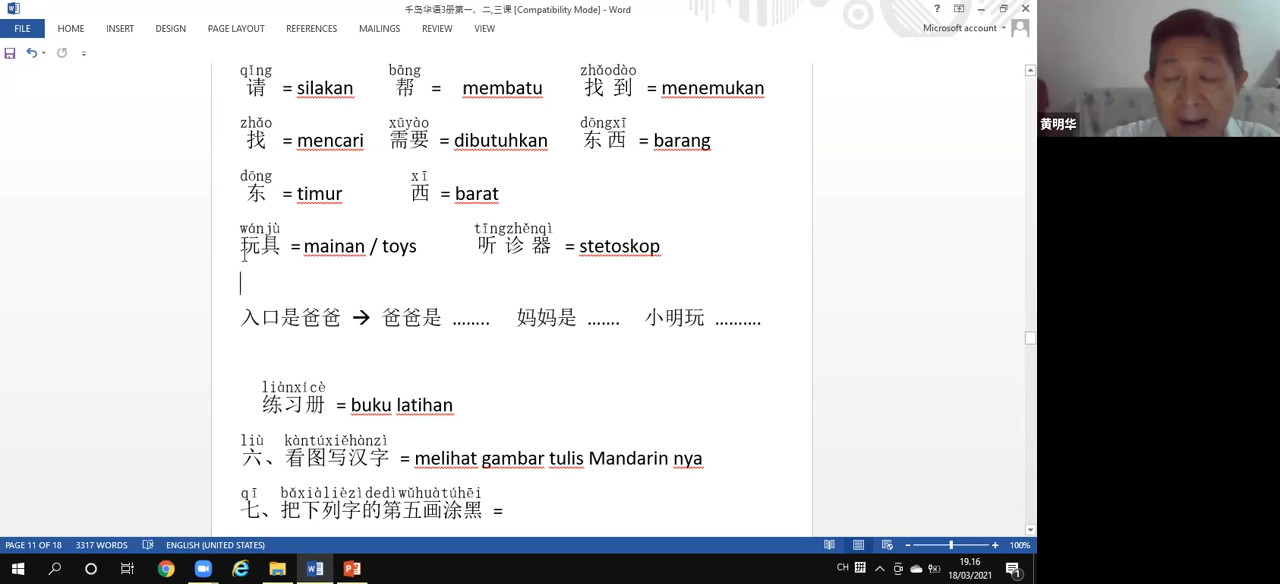 千岛华语3册第一，二,三课 [Compatibility Mode] - Word
FILE HOME INSERT DESIGN PAGE LAYOUT REFERENCES MAILINGS REVIEW VIEW
Microsoft account
qǐng bāng zhǎodào
请 = silakan 帮 = membatu 找到 = menemukan
zhǎo xūyào dōngxī
找 = mencari 需要 = dibutuhkan 东西 = barang
dōng xī
东 = timur 西 = barat
wánjù tīngzhěnqì
玩具 = mainan / toys 听诊器 = stetoskop
入口是爸爸 → 爸爸是 ........ 妈妈是 ....... 小明玩 ..........
liànxícè
练习册 = buku latihan
liù kàntúxiěhànzì
六、看图写汉字 = melihat gambar tulis Mandarin nya
qī bǎxiàlièzìdedìwǔhuàtúhēi
七、把下列字的第五画涂黑 =
黄明华
PAGE 11 OF 18 3317 WORDS ENGLISH (UNITED STATES) 100%
CH 19.16
18/03/2021